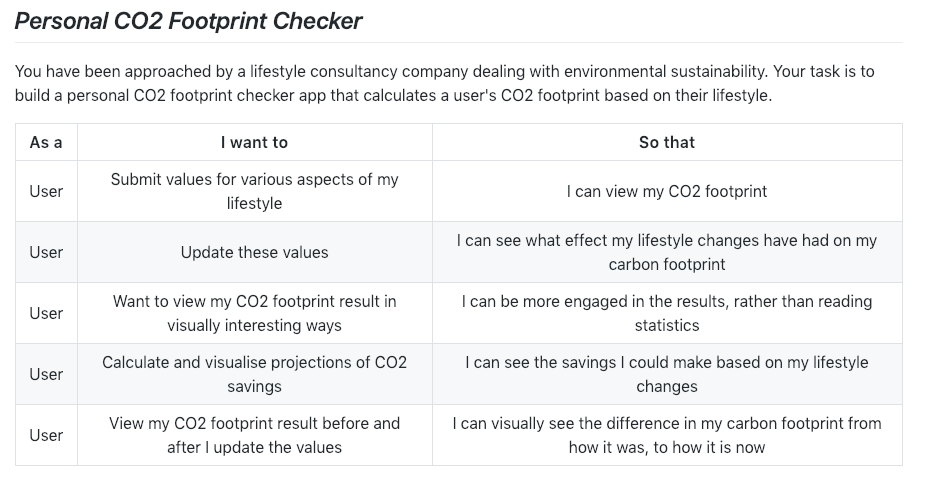 Personal CO2 Footprint Checker
You have been approached by a lifestyle consultancy company dealing with environmental sustainability. Your task is to
build a personal CO2 footprint checker app that calculates a user's CO2 footprint based on their lifestyle.
As a I want to So that
User Submit values for various aspects of my
lifestyle I can view my CO2 footprint
User Update these values I can see what effect my lifestyle changes have had on my
carbon footprint
User Want to view my CO2 footprint result in
visually interesting ways I can be more engaged in the results, rather than reading
statistics
User Calculate and visualise projections of CO2
savings I can see the savings I could make based on my lifestyle
changes
User View my CO2 footprint result before and
after I update the values I can visually see the difference in my carbon footprint from
how it was, to how it is now